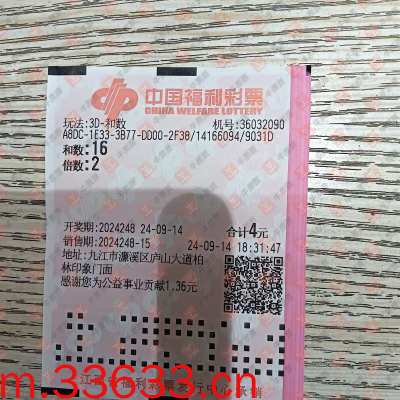 中国福利彩票
CHINA WELFARE LOTTERY
玩法:3D-和数 机号:36032090
A8DC-1E33-3B77-DD00-2F38/14166094/9031D
和数:16
倍数:2
开奖期:2024248 24-09-14 合计4元
销售期:2024248-15 24-09-14 18:31:47
地址:九江市濂溪区庐山大道柏
林印象门面
感谢您为公益事业贡献1.36元
m.33633.com